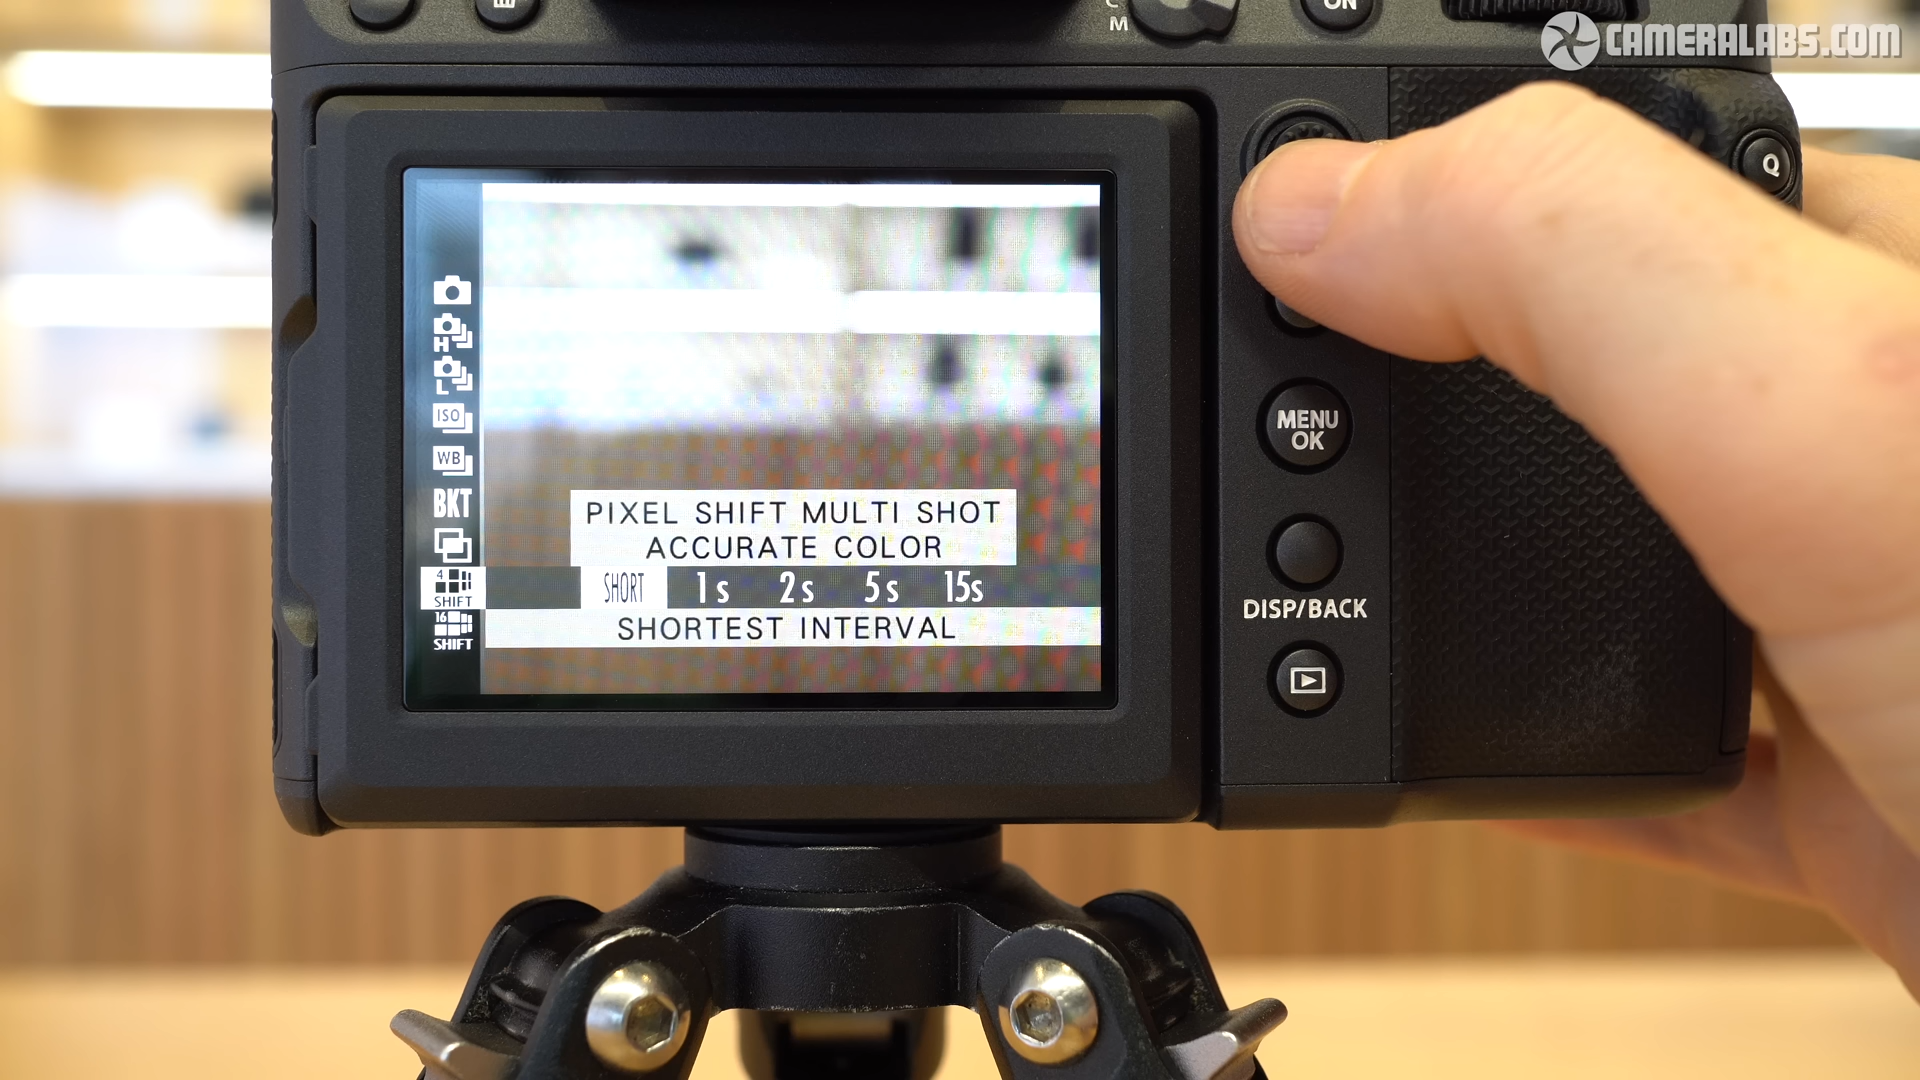 C
M
ON
CAMERALABS.COM
Q
H
L
ISO
WB
BKT
PIXEL SHIFT MULTI SHOT
ACCURATE COLOR
4
SHIFT
SHORT 1s 2s 5s 15s
16
SHIFT
SHORTEST INTERVAL
MENU
OK
DISP/BACK